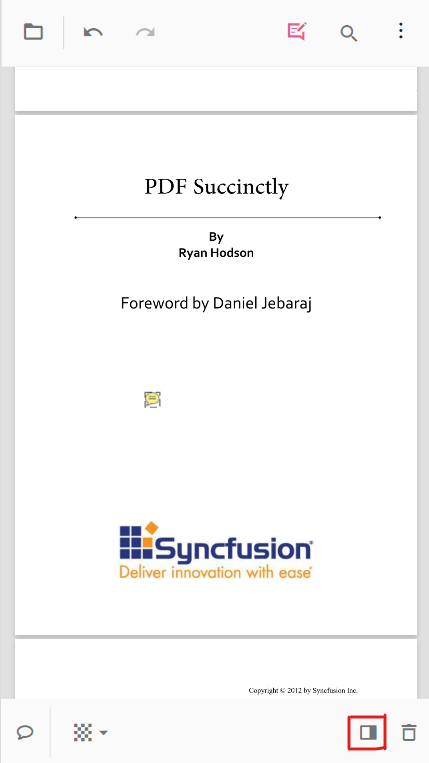 PDF Succinctly
By
Ryan Hodson
Foreword by Daniel Jebaraj
Syncfusion®
Deliver innovation with ease®
Copyright © 2012 by Syncfusion Inc.